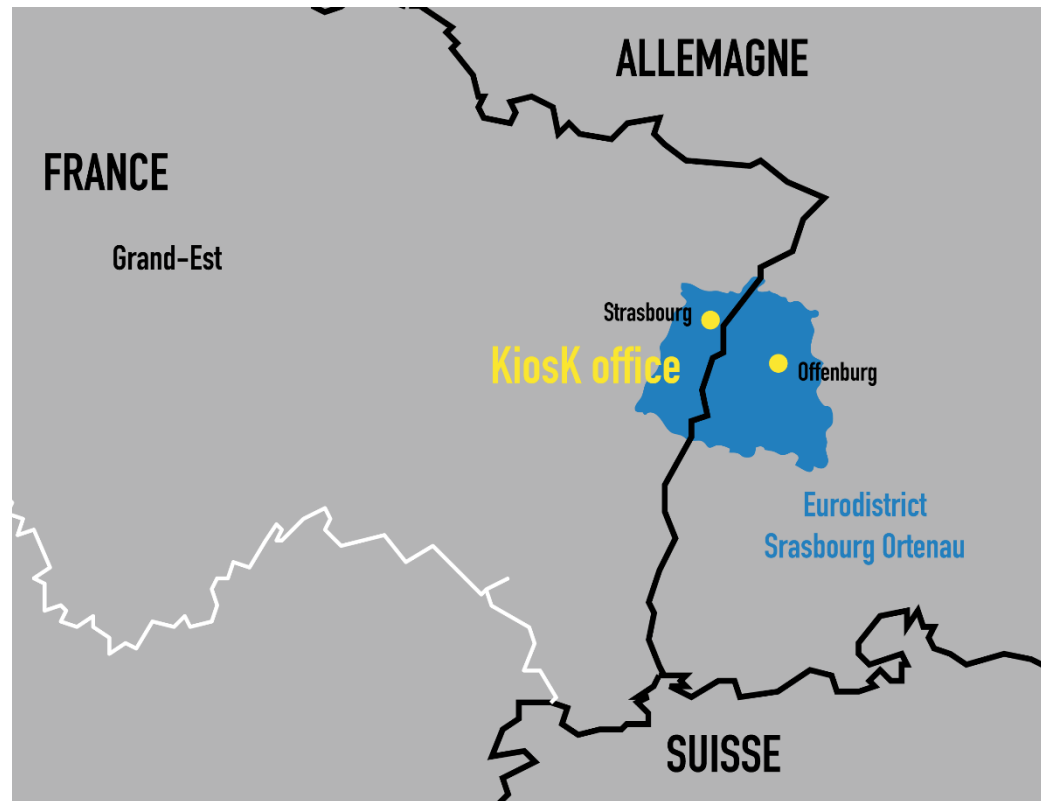 ALLEMAGNE
FRANCE
Grand-Est
Strasbourg
KiosK office
Offenburg
Eurodistrict
Srasbourg Ortenau
SUISSE